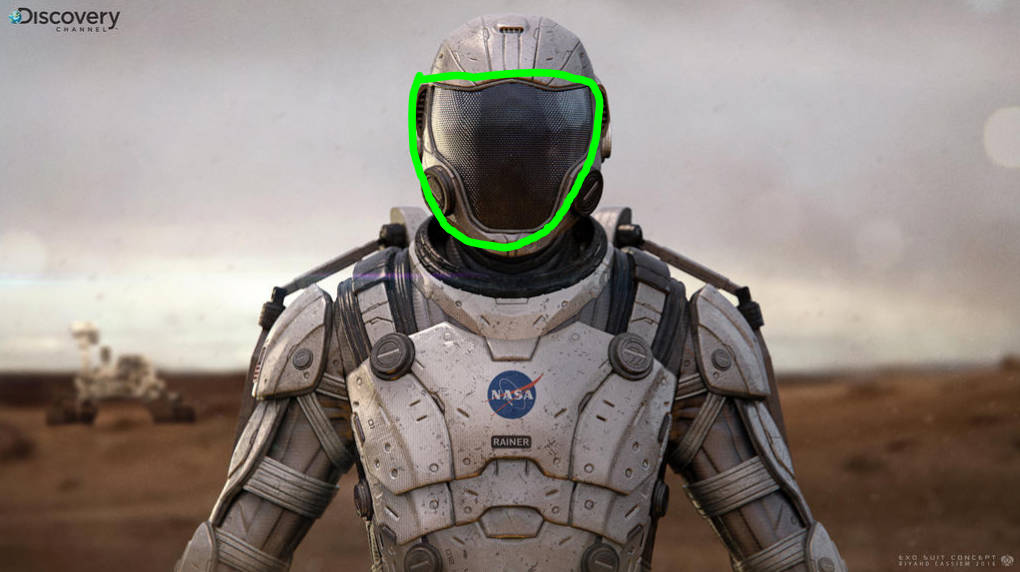 Discovery
CHANNEL
NASA
RAINER
EXO SUIT CONCEPT
RIYAHD CASSIEM 2016